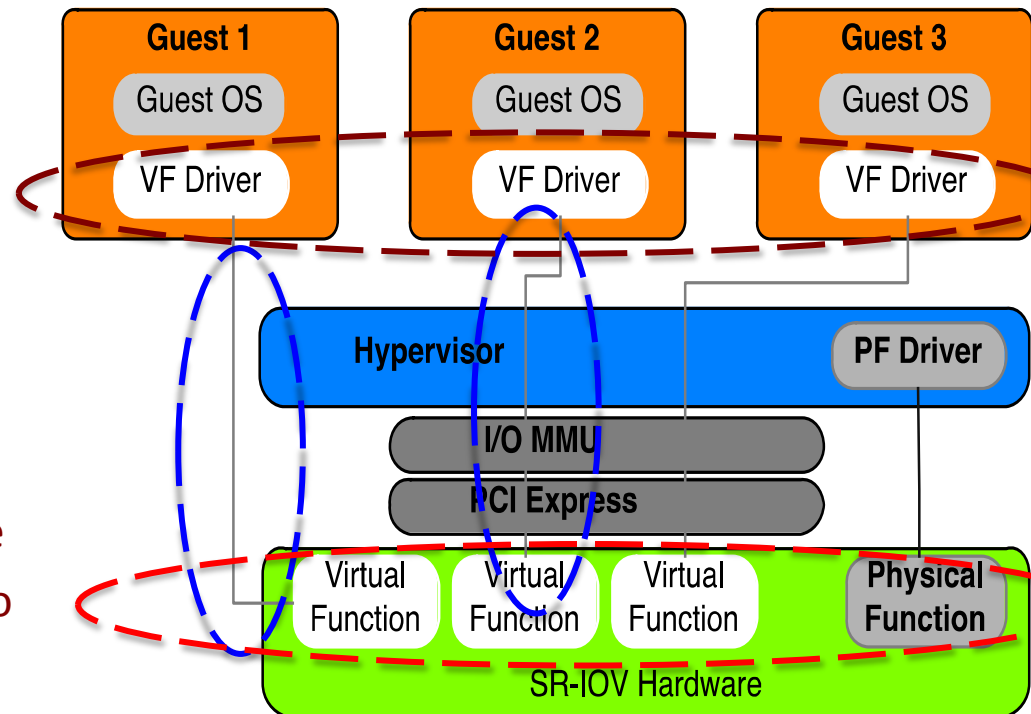 Guest 1
Guest 2
Guest 3
Guest OS
Guest OS
Guest OS
VF Driver
VF Driver
VF Driver
Hypervisor
PF Driver
I/O MMU
PCI Express
Virtual
Function
Virtual
Function
Virtual
Function
Physical
Function
SR-IOV Hardware